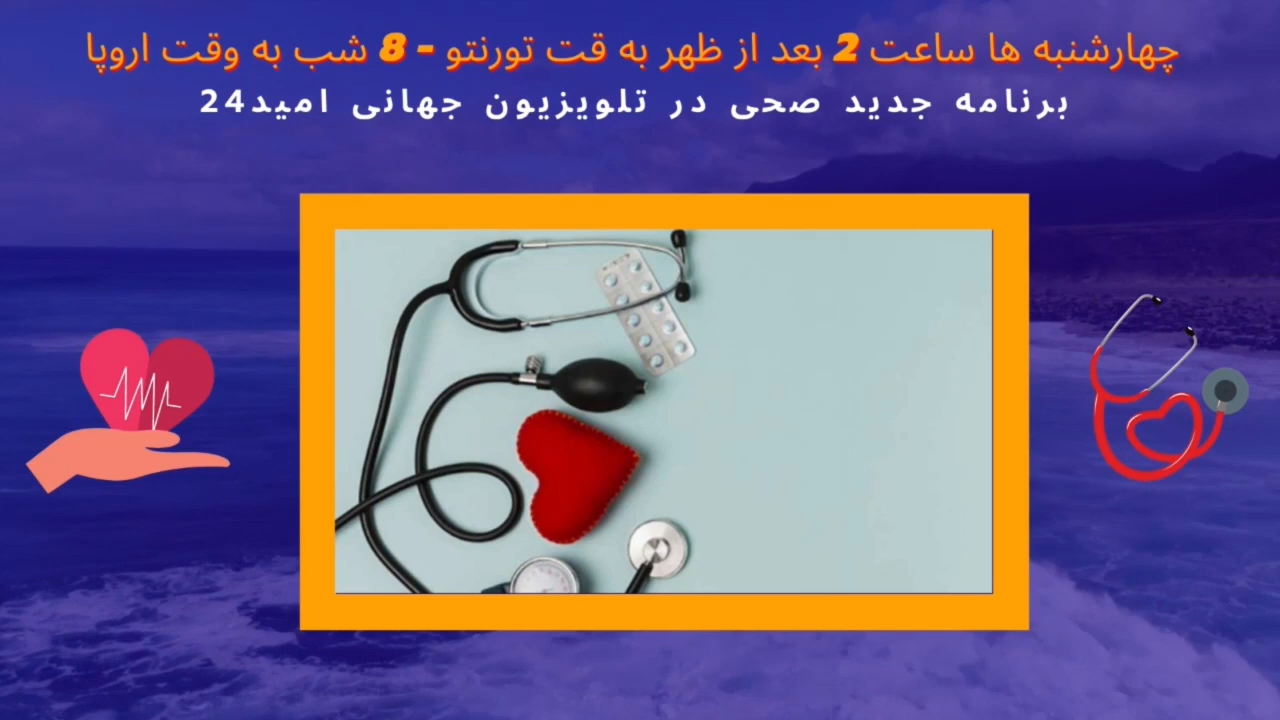 چهارشنبه ها ساعت 2 بعد از ظهر به قت تورنتو - 8 شب به وقت اروپا
برنامه جدید صحی در تلویزیون جهانی امید24